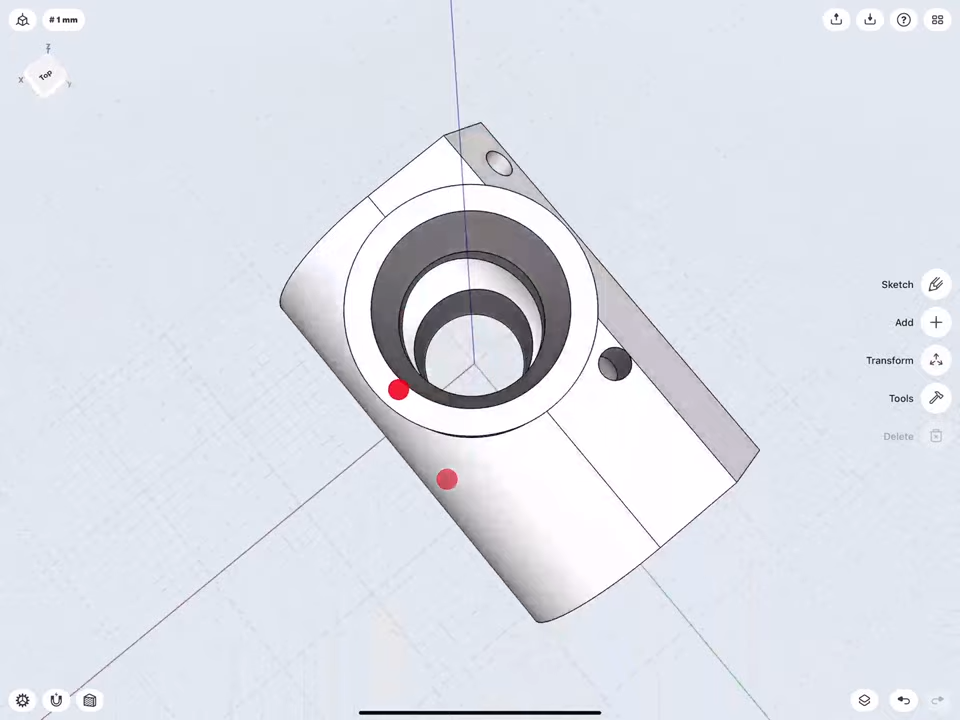 # 1 mm
Z
Top
X
Y
Sketch
Add
Transform
Tools
Delete